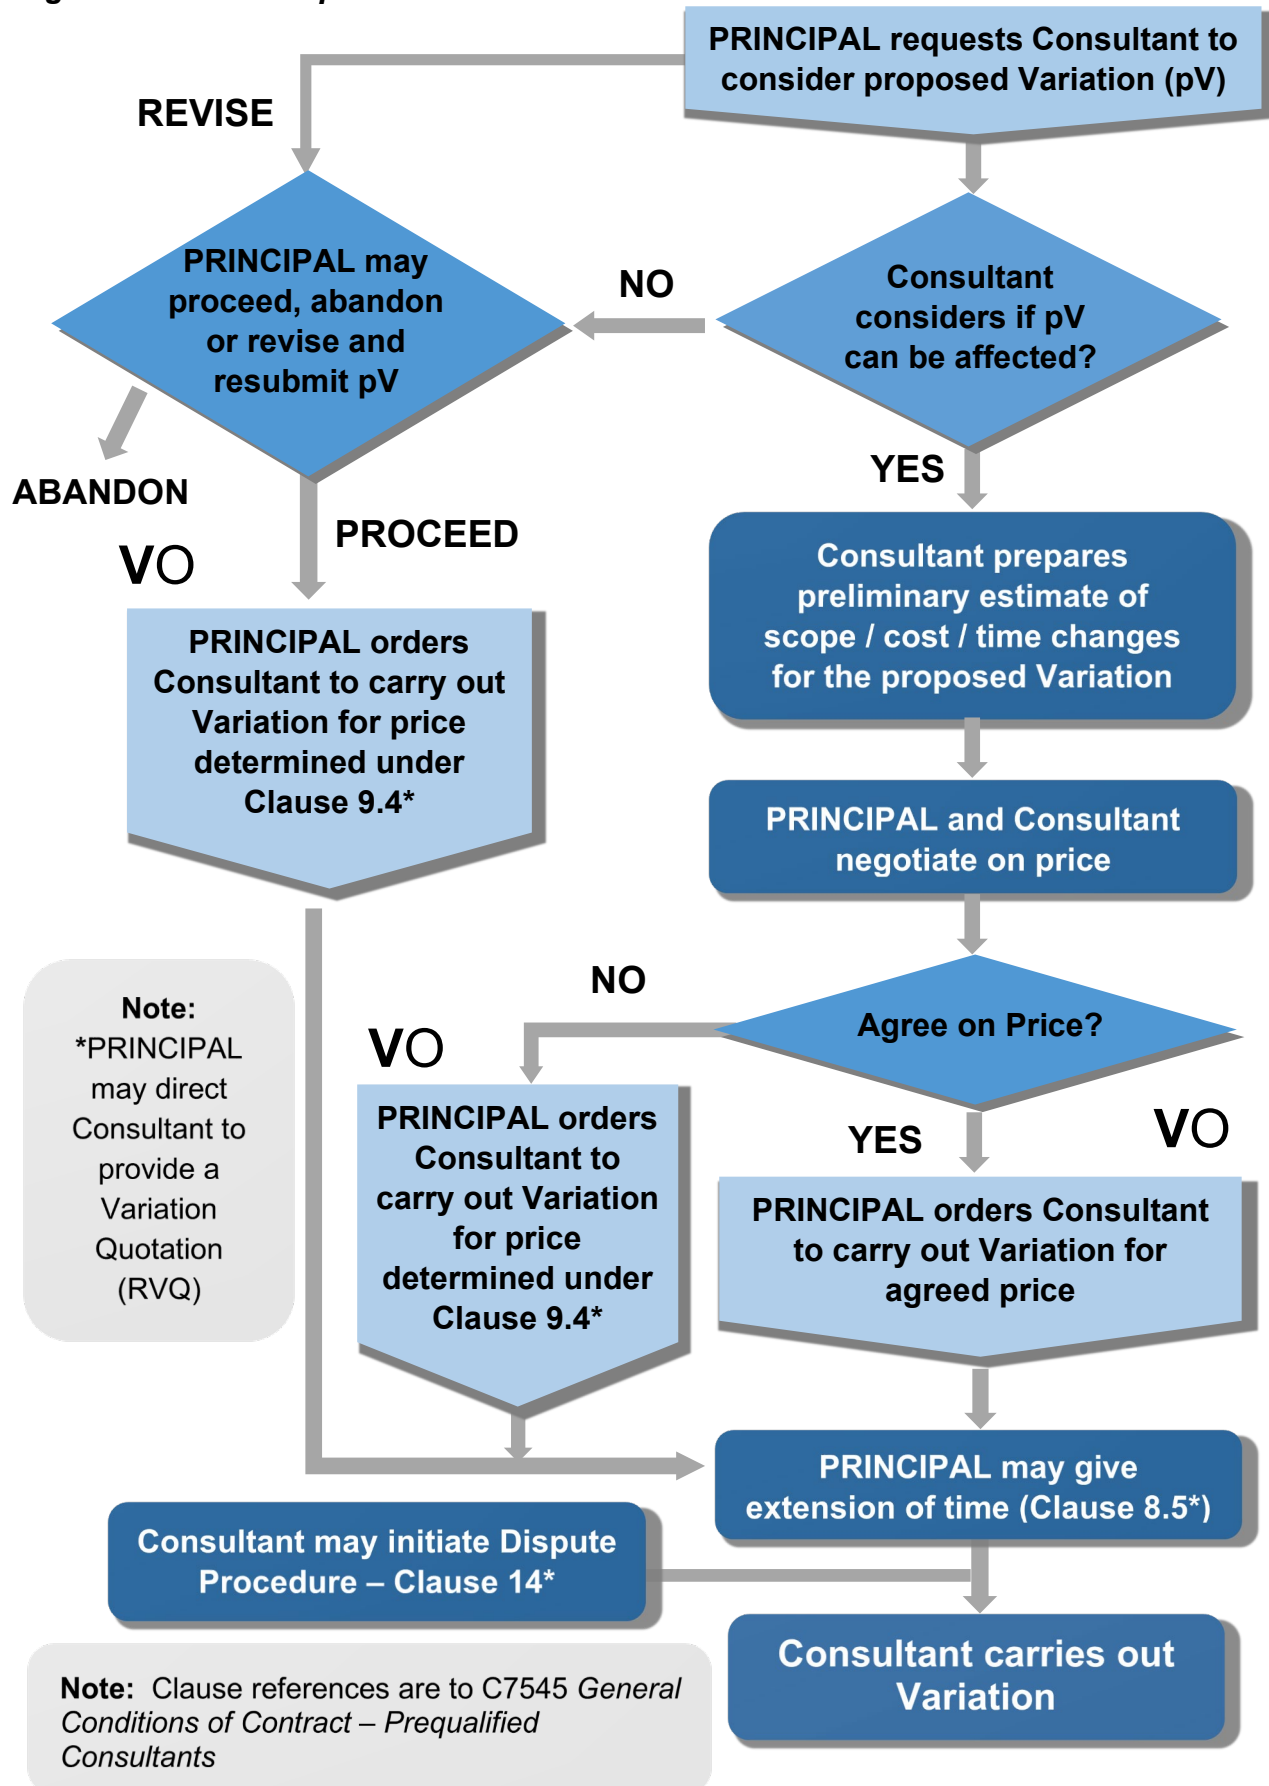 PRINCIPAL requests Consultant to
consider proposed Variation (pV)
REVISE
PRINCIPAL may
proceed, abandon
or revise and
resubmit pV
NO
Consultant
considers if pV
can be affected?
ABANDON
PROCEED
YES
VO
PRINCIPAL orders
Consultant to carry out
Variation for price
determined under
Clause 9.4*
Consultant prepares
preliminary estimate of
scope / cost / time changes
for the proposed Variation
PRINCIPAL and Consultant
negotiate on price
Note:
*PRINCIPAL
may direct
Consultant to
provide a
Variation
Quotation
(RVQ)
NO
Agree on Price?
VO
PRINCIPAL orders
Consultant to
carry out Variation
for price
determined under
Clause 9.4*
YES
VO
PRINCIPAL orders Consultant
to carry out Variation for
agreed price
PRINCIPAL may give
extension of time (Clause 8.5*)
Consultant may initiate Dispute
Procedure – Clause 14*
Consultant carries out
Variation
Note: Clause references are to C7545 General
Conditions of Contract – Prequalified
Consultants